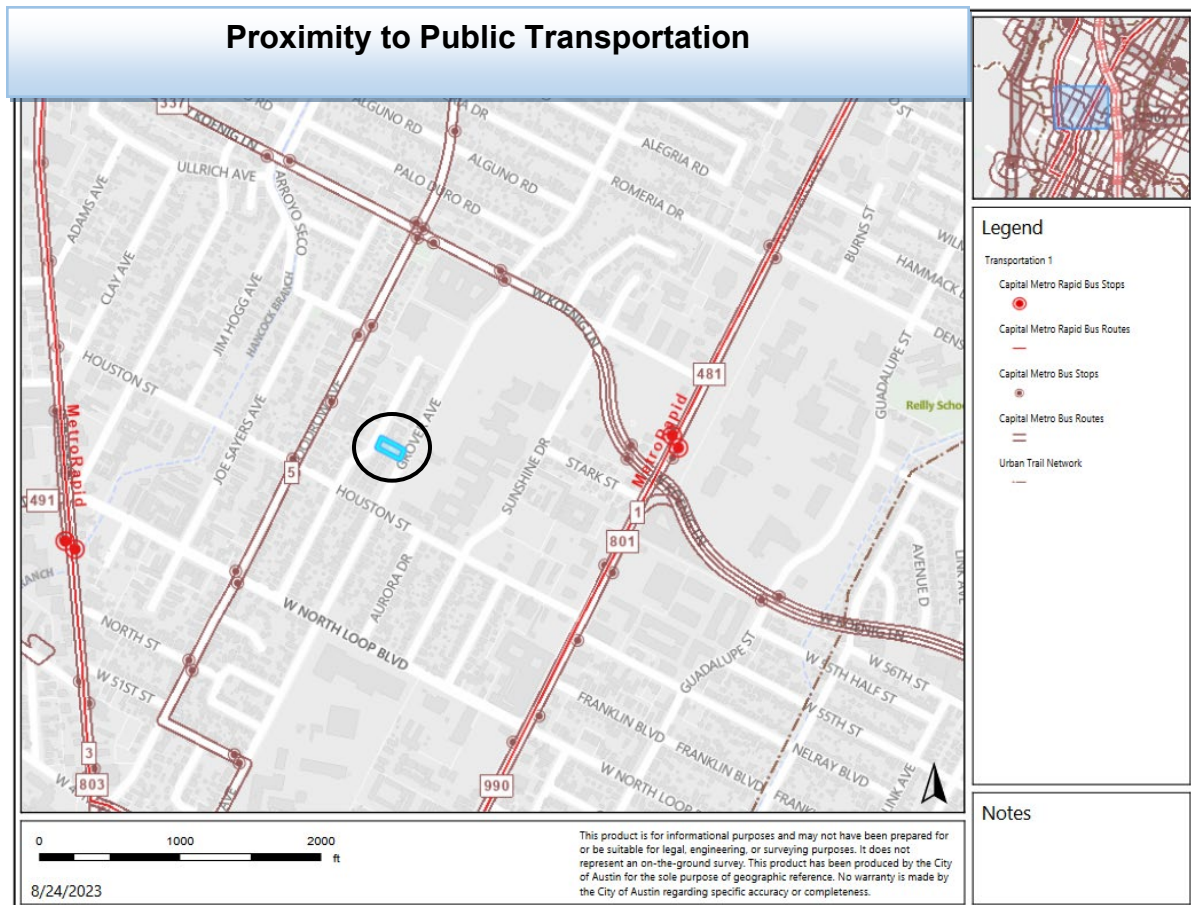 Proximity to Public Transportation
337
KOENIG LN
ALGUNO RD
ALGUNO RD
ULLRICH AVE
PALO DURO RD
ALEGRIA RD
ROMERIA DR
ADAMS AVE
ARROYO SECO
BURNS ST
CLAY AVE
HAMMACK
JIM HOGG AVE
HANCOCK BRANCH
W KOENIG LN
GUADALUPE ST
HOUSTON ST
481
Reilly Schoo
MetroRapid
JOE SAYERS AVE
GROVER AVE
SUNSHINE DR
MetroRapid
STARK ST
5
491
HOUSTON ST
1
801
AURORA DR
AVENUE D
LINK AVE
NORTH ST
W NORTH LOOP BLVD
W KOENIG LN
W 51ST ST
GUADALUPE ST
W 56TH ST
W 55TH HALF ST
W 55TH ST
FRANKLIN BLVD
FRANKLIN BLVD
NELRAY BLVD
LINK AVE
3
803
990
W NORTH LOOP
Legend
Transportation 1
Capital Metro Rapid Bus Stops
Capital Metro Rapid Bus Routes
Capital Metro Bus Stops
Capital Metro Bus Routes
Urban Trail Network
Notes
0 1000 2000
ft
8/24/2023
This product is for informational purposes and may not have been prepared for
or be suitable for legal, engineering, or surveying purposes. It does not
represent an on-the-ground survey. This product has been produced by the City
of Austin for the sole purpose of geographic reference. No warranty is made by
the City of Austin regarding specific accuracy or completeness.